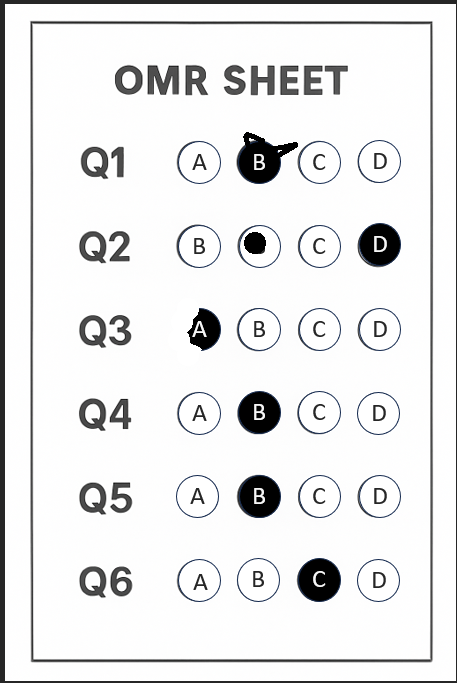 OMR SHEET
Q1 A B C D
Q2 B C D
Q3 A B C D
Q4 A B C D
Q5 A B C D
Q6 A B C D